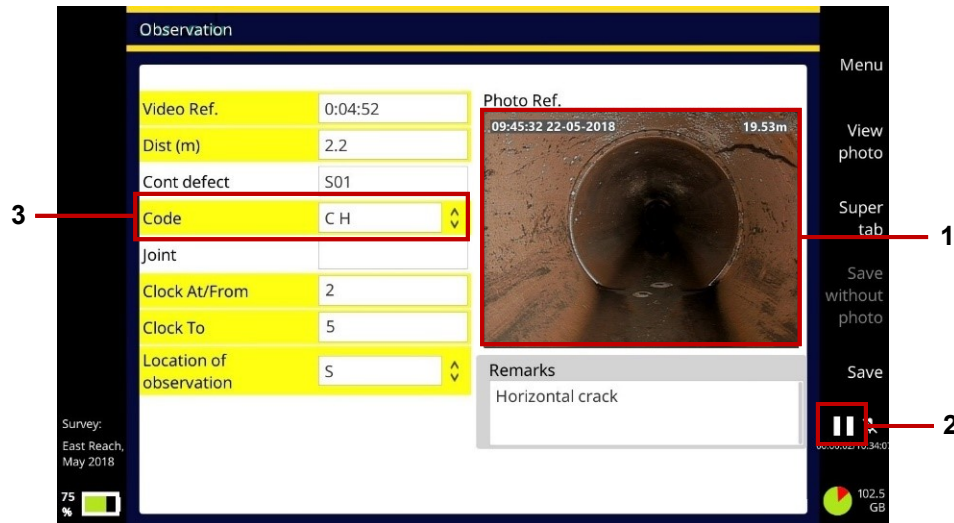 Observation
Menu
Video Ref.
0:04:52
Dist (m)
2.2
Cont defect
S01
Code
C H
Joint
Clock At/From
2
Clock To
5
Location of
observation
S
Photo Ref.
09:45:32 22-05-2018
19.53m
Remarks
Horizontal crack
View
photo
Super
tab
Save
without
photo
Save
Survey:
East Reach,
May 2018
75
%
102.5
GB
1
2
3